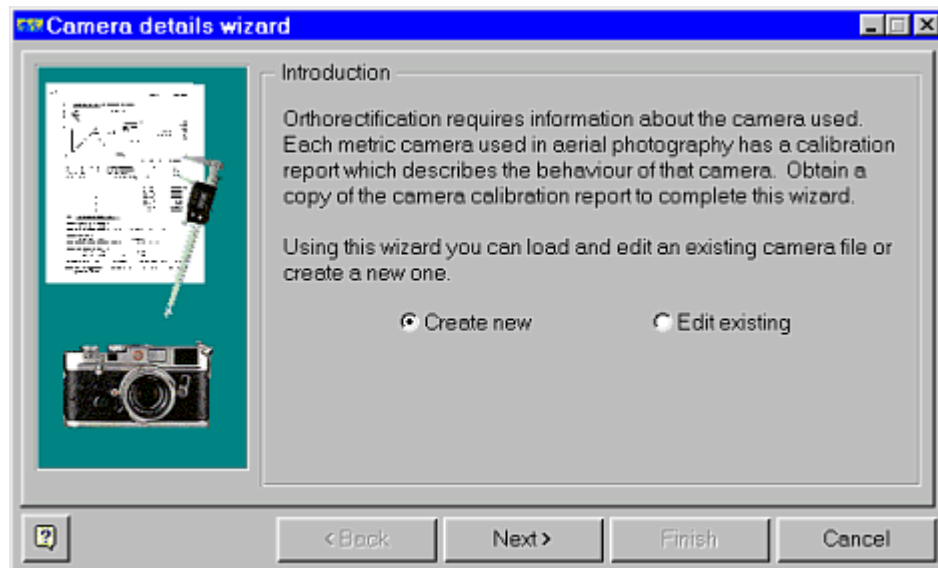 Camera details wizard
Introduction
Orthorectification requires information about the camera used.
Each metric camera used in aerial photography has a calibration
report which describes the behaviour of that camera.  Obtain a
copy of the camera calibration report to complete this wizard.
Using this wizard you can load and edit an existing camera file or
create a new one.
Create new
Edit existing
< Back
Next >
Finish
Cancel